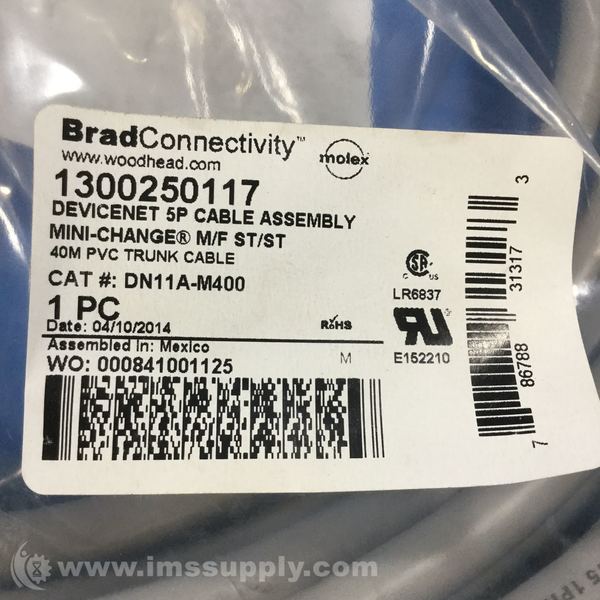 BradConnectivity™
www.woodhead.com
molex
1300250117
DEVICENET 5P CABLE ASSEMBLY
MINI-CHANGE® M/F ST/ST
40M PVC TRUNK CABLE
CAT #: DN11A-M400
1 PC
Date: 04/10/2014
RoHS
Assembled in: Mexico
M
WO: 000841001125
C US
LR6837
E152210
7 86788 31317 3
www.imssupply.com